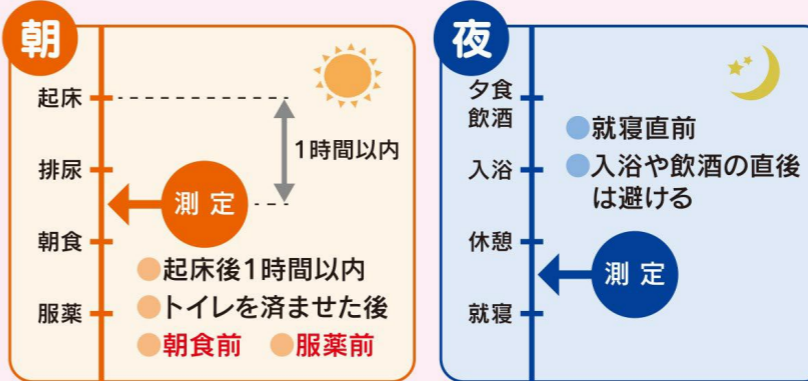 朝
起床
1時間以内
排尿
測定
朝食
服薬
●起床後1時間以内
●トイレを済ませた後
●朝食前 ●服薬前
夜
夕食
飲酒
入浴
休憩
就寝
●就寝直前
●入浴や飲酒の直後
は避ける
測定